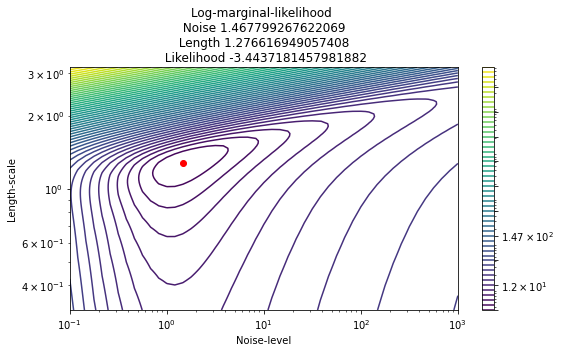 Log-marginal-likelihood
Noise 1.467799267622069
Length 1.276616949057408
Likelihood -3.4437181457981882
3 × 10⁰
2 × 10⁰
10⁰
6 × 10⁻¹
4 × 10⁻¹
Length-scale
10⁻¹ 10⁰ 10¹ 10² 10³
Noise-level
1.47 × 10²
1.2 × 10¹